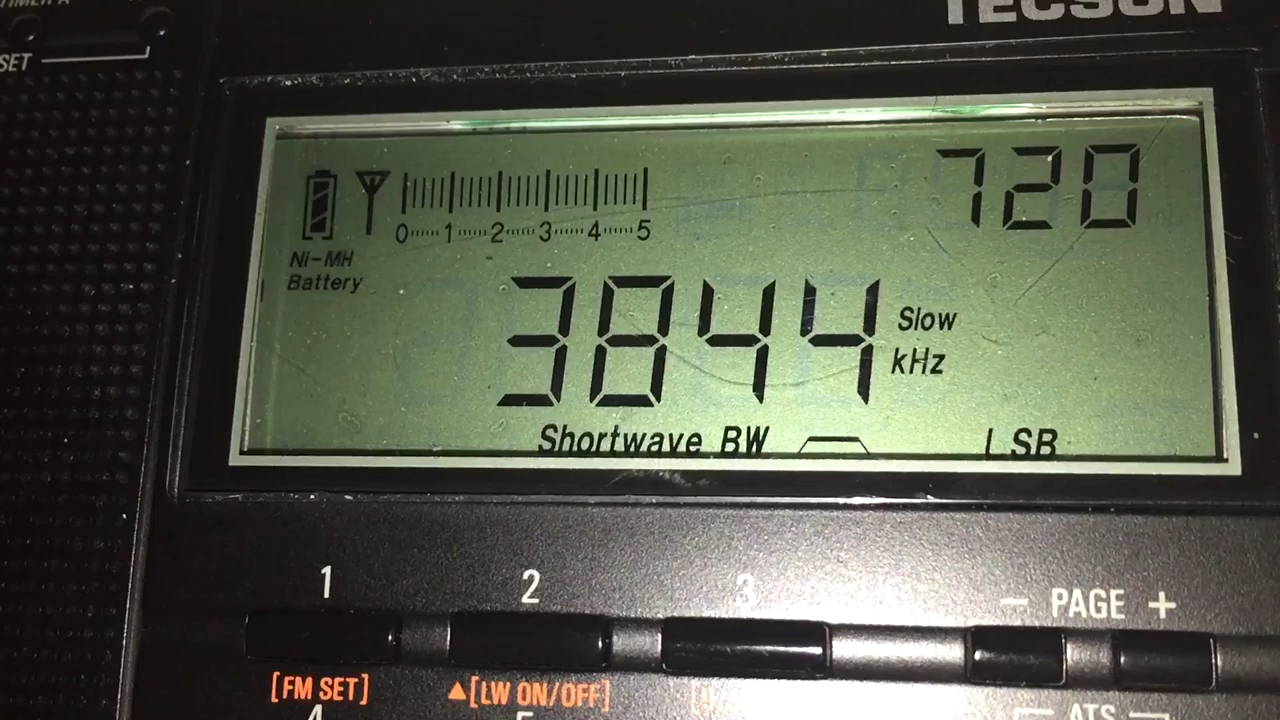 TIMER A
SET
TECSUN
720
0 1 2 3 4 5
Ni-MH
Battery
3844
Slow
kHz
Shortwave BW
LSB
1 2 3 - PAGE +
[FM SET] ▲[LW ON/OFF]
ATS